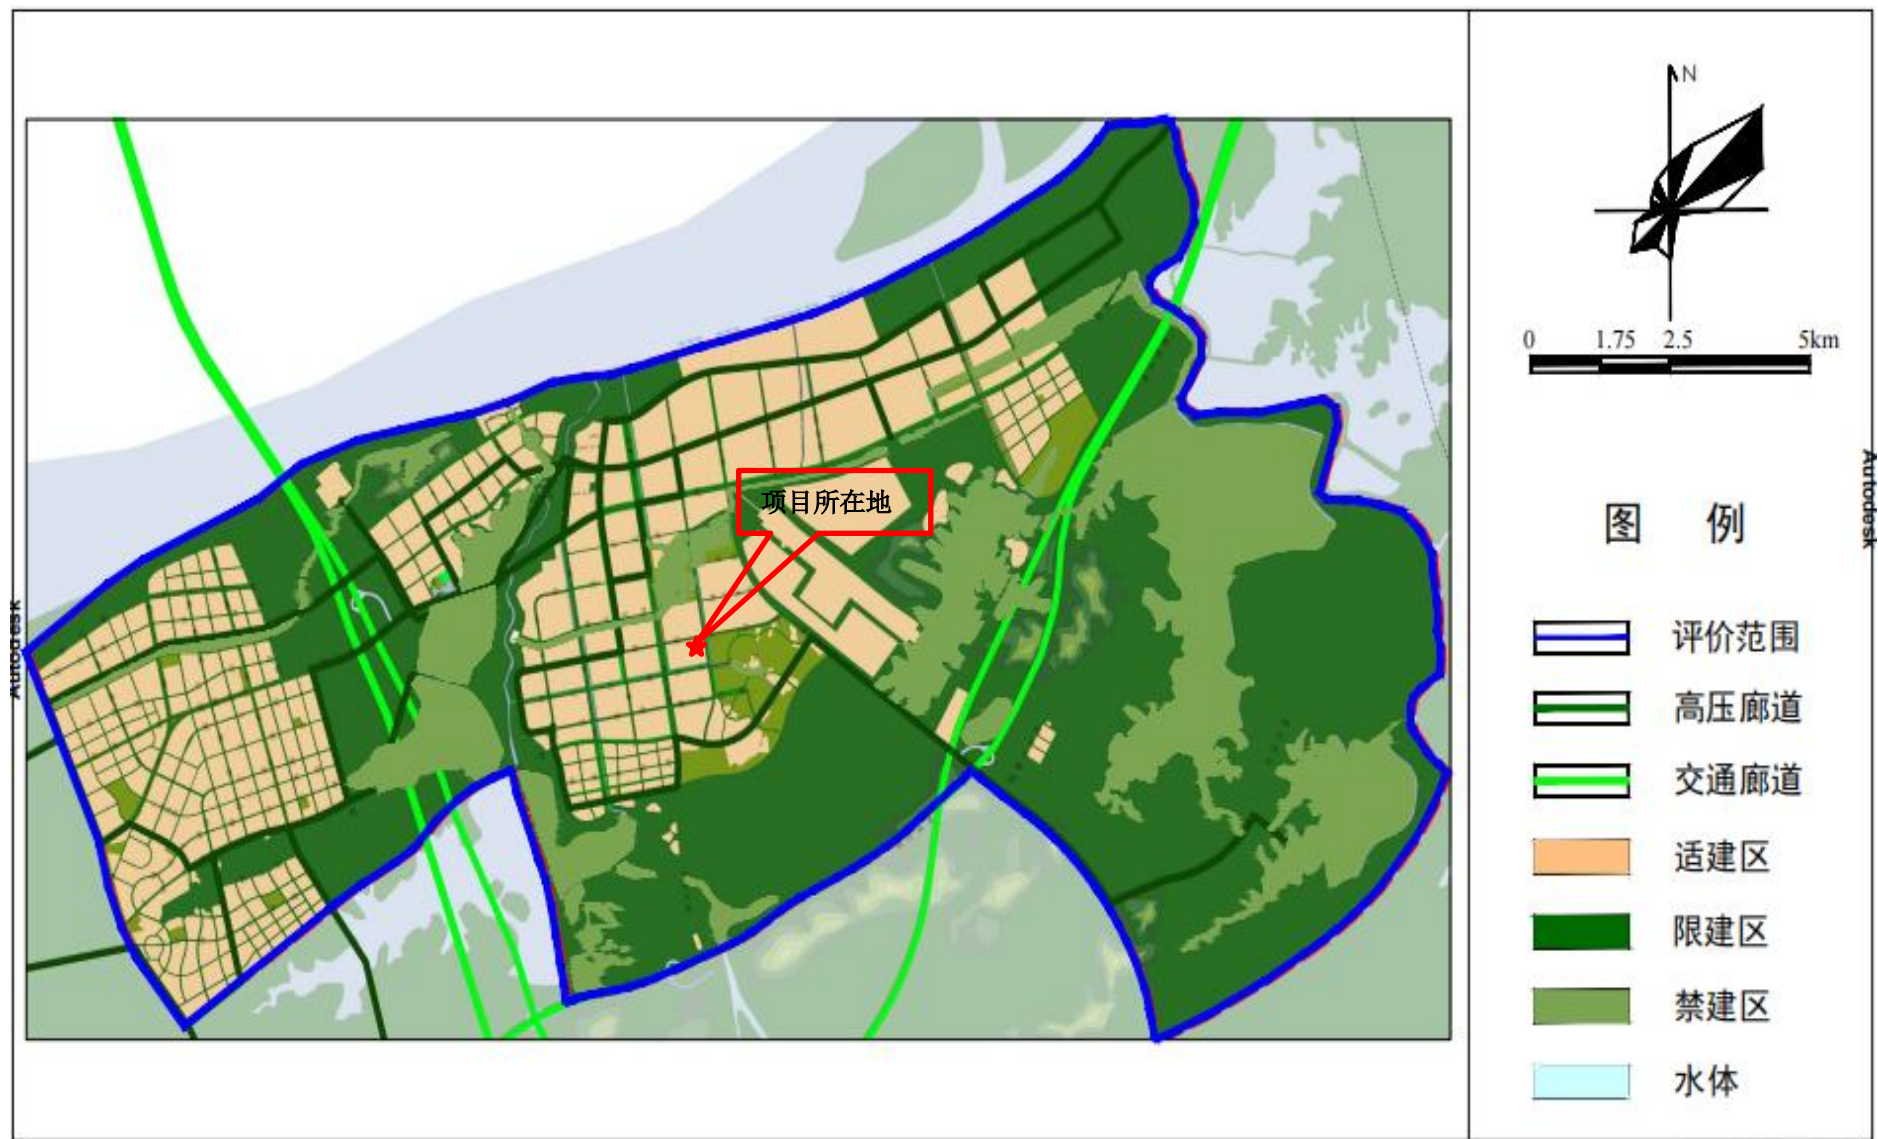 N
0 1.75 2.5 5km
项目所在地
图 例
评价范围
高压廊道
交通廊道
适建区
限建区
禁建区
水体
Autodesk
Autodesk